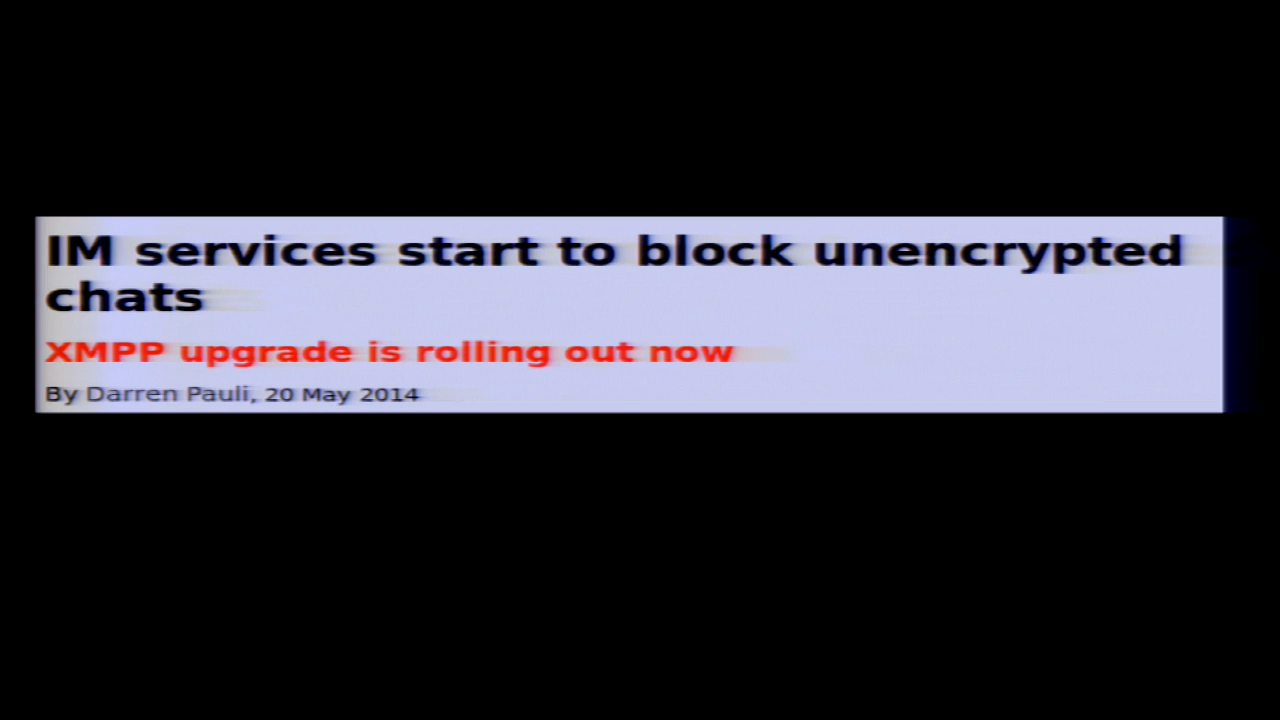 IM services start to block unencrypted
chats
XMPP upgrade is rolling out now
By Darren Pauli, 20 May 2014